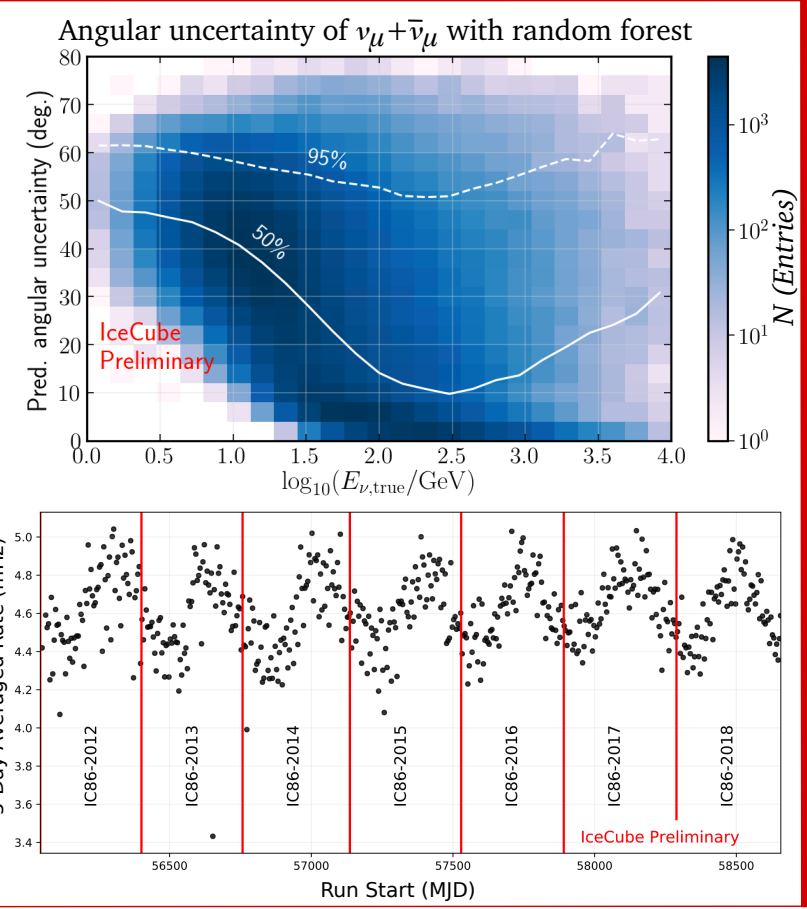 Angular uncertainty of νμ+ν̄μ with random forest
80
70
60
50
40
30
20
10
0
Pred. angular uncertainty (deg.)
95%
50%
IceCube
Preliminary
0.0 0.5 1.0 1.5 2.0 2.5 3.0 3.5 4.0
log10(Eν,true/GeV)
10^3
10^2
10^1
10^0
N (Entries)
5.0
4.8
4.6
4.4
4.2
4.0
3.8
3.6
3.4
Day Averaged Rate
IC86-2012
IC86-2013
IC86-2014
IC86-2015
IC86-2016
IC86-2017
IC86-2018
IceCube Preliminary
56500 57000 57500 58000 58500
Run Start (MJD)